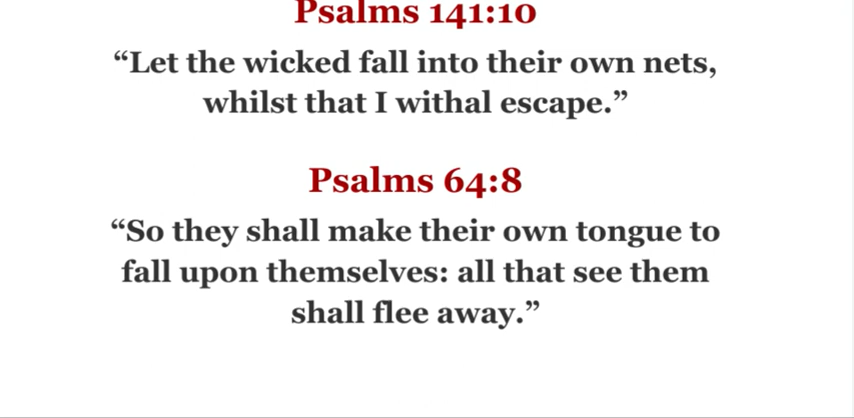 Psalms 141:10
“Let the wicked fall into their own nets,
whilst that I withal escape.”
Psalms 64:8
“So they shall make their own tongue to
fall upon themselves: all that see them
shall flee away.”